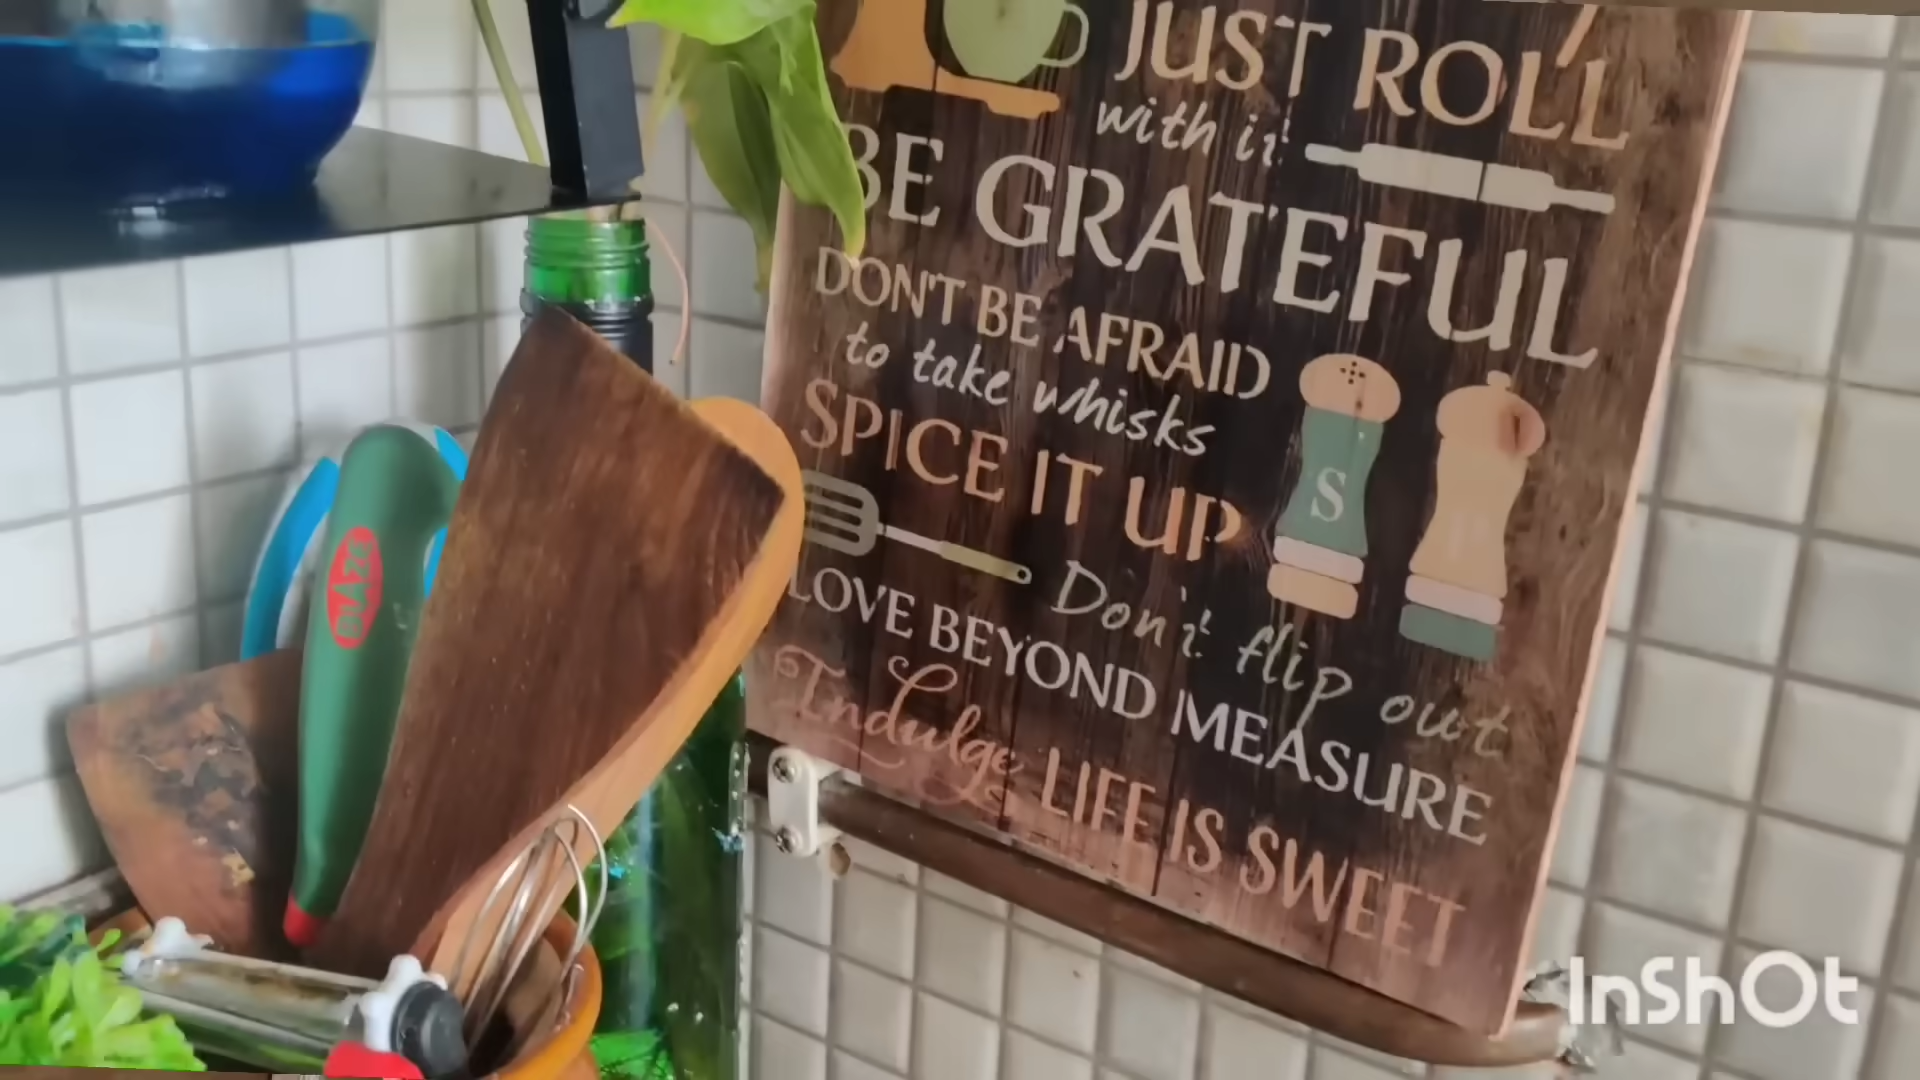 JUST ROLL
with it
BE GRATEFUL
DON'T BE AFRAID
to take whisks
SPICE IT UP
S
Don't flip out
LOVE BEYOND MEASURE
Indulge LIFE IS SWEET
BLAZE
InShOt